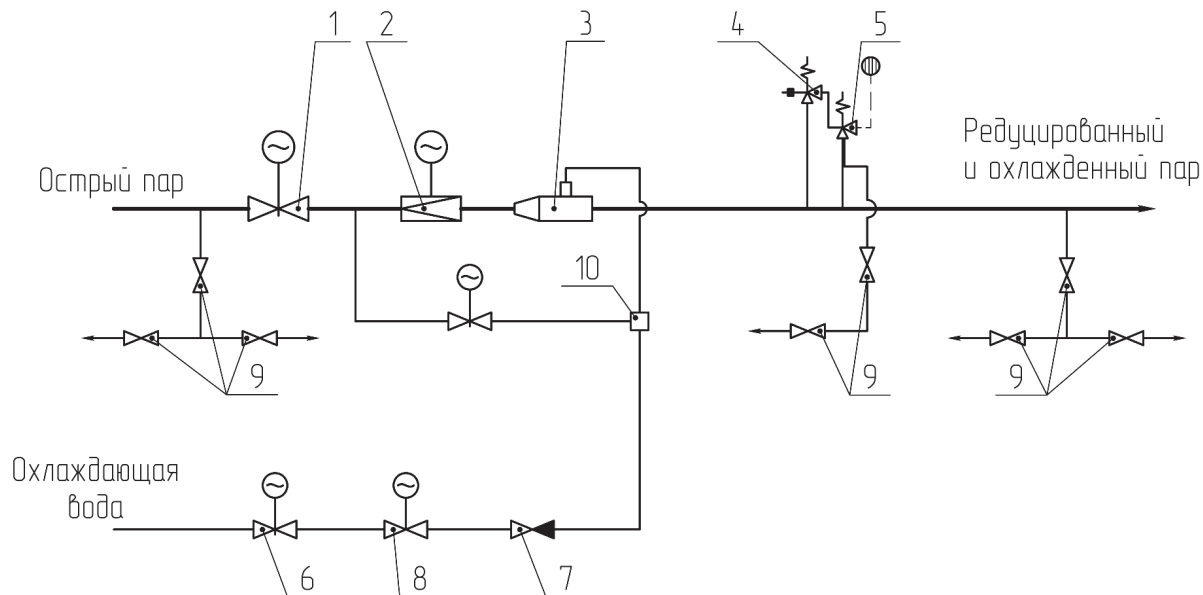 1
2
3
4
5
Острый пар
Редуцированный
и охлажденный пар
10
9
9
9
Охлаждающая
вода
6
8
7